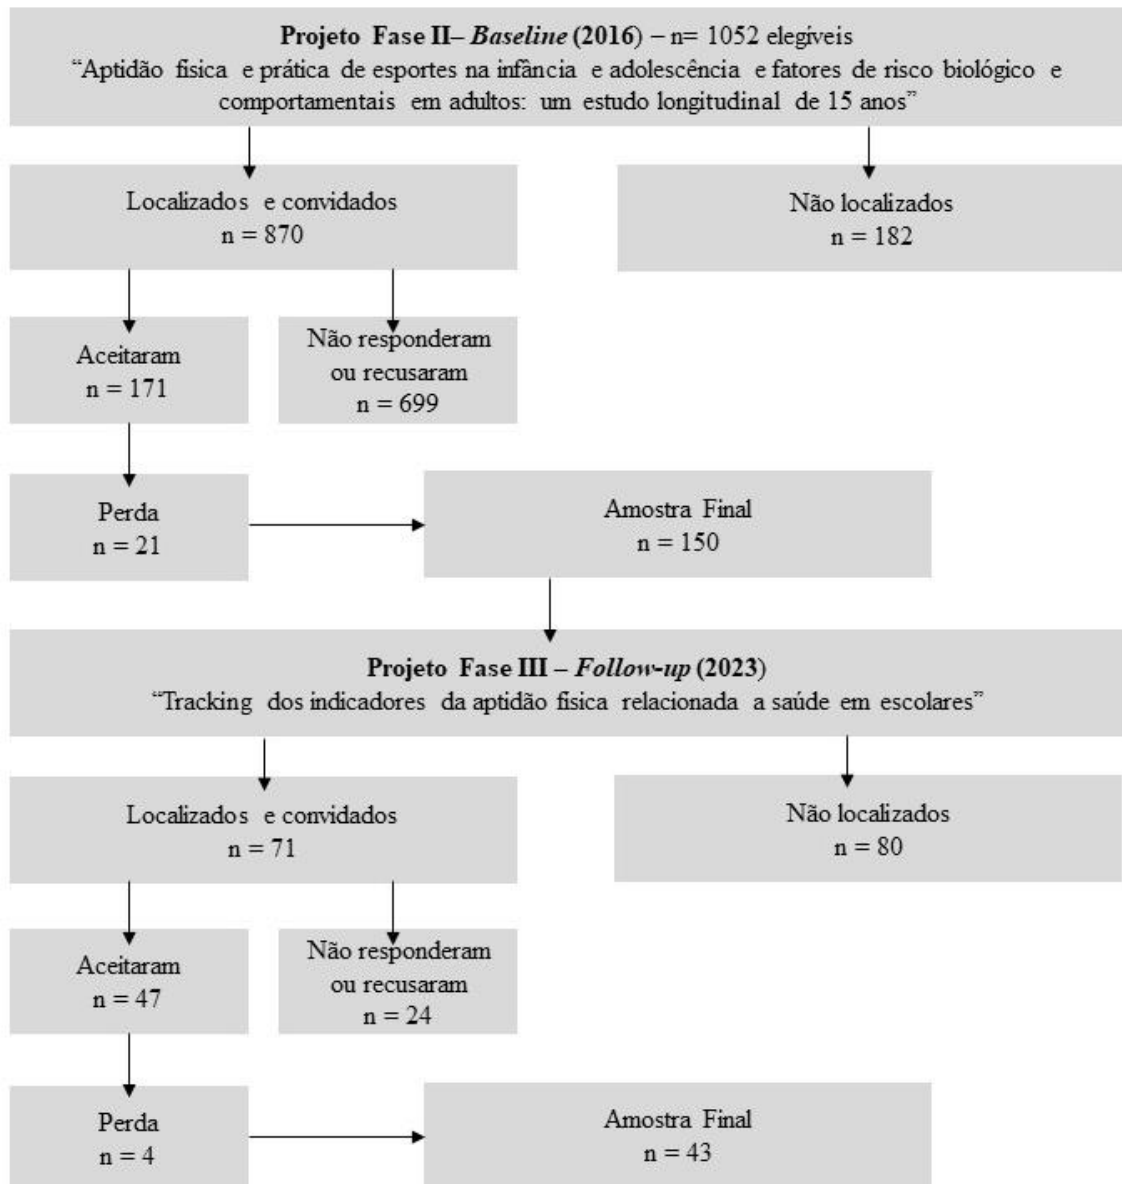 Projeto Fase II– Baseline (2016) – n= 1052 elegíveis
“Aptidão física e prática de esportes na infância e adolescência e fatores de risco biológico e
comportamentais em adultos: um estudo longitudinal de 15 anos”
Localizados e convidados
n = 870
Não localizados
n = 182
Aceitaram
n = 171
Não responderam
ou recusaram
n = 699
Perda
n = 21
Amostra Final
n = 150
Projeto Fase III – Follow-up (2023)
“Tracking dos indicadores da aptidão física relacionada a saúde em escolares”
Localizados e convidados
n = 71
Não localizados
n = 80
Aceitaram
n = 47
Não responderam
ou recusaram
n = 24
Perda
n = 4
Amostra Final
n = 43